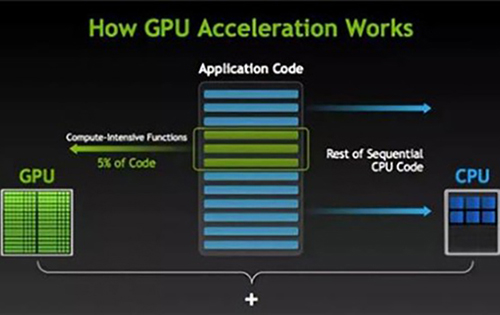 How GPU Acceleration Works
Application Code
Compute-Intensive Functions
5% of Code
Rest of Sequential
CPU Code
GPU
CPU
+